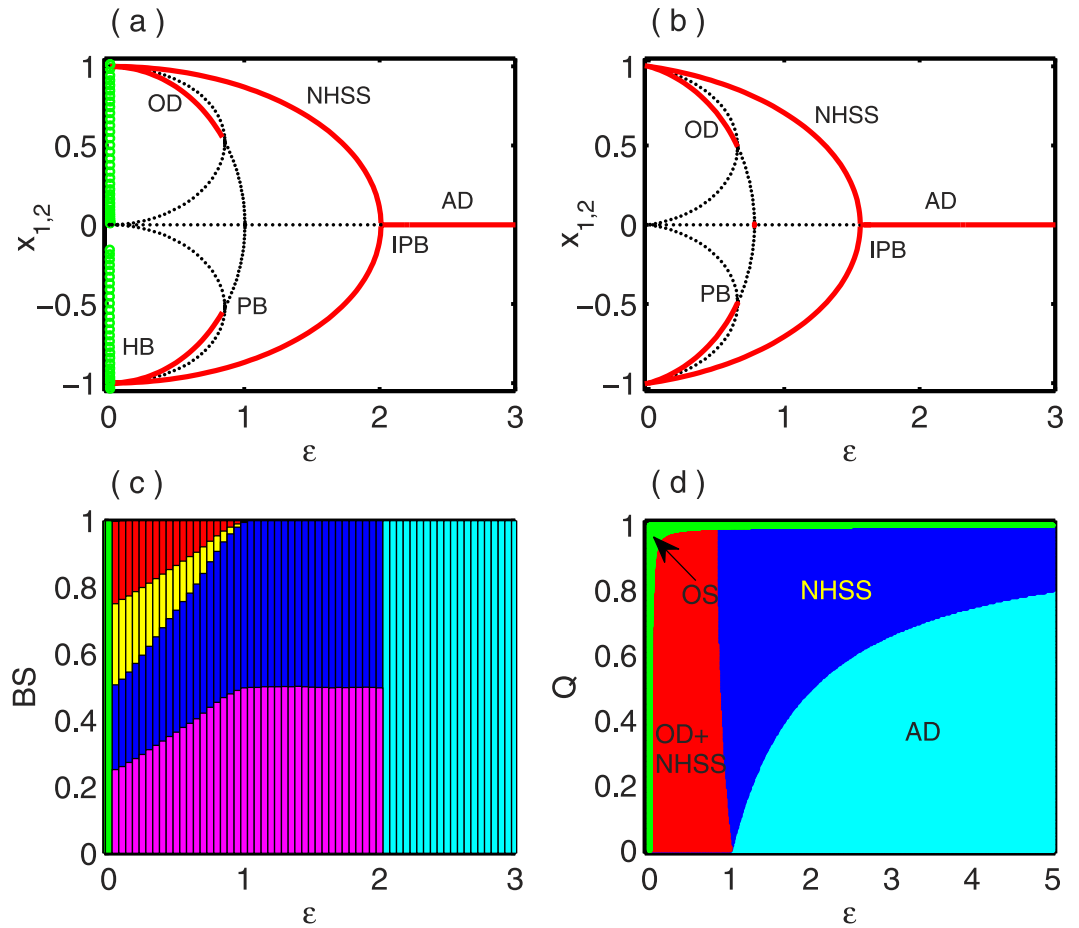 ( a )
1
0.5
0
−0.5
−1
x1,2
OD
NHSS
AD
IPB
PB
HB
0
1
2
3
ε
( b )
1
0.5
0
−0.5
−1
x1,2
OD
NHSS
AD
IPB
PB
0
1
2
3
ε
( c )
1
0.8
0.6
0.4
0.2
0
BS
0
1
2
3
ε
( d )
1
0.8
0.6
0.4
0.2
0
Q
OS
NHSS
OD+
NHSS
AD
0
1
2
3
4
5
ε